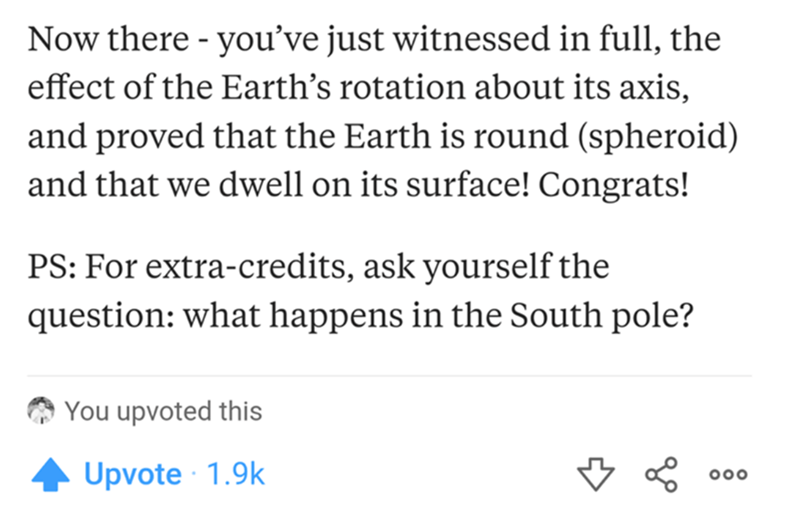 Now there - you’ve just witnessed in full, the
effect of the Earth’s rotation about its axis,
and proved that the Earth is round (spheroid)
and that we dwell on its surface! Congrats!
PS: For extra-credits, ask yourself the
question: what happens in the South pole?
You upvoted this
Upvote · 1.9k